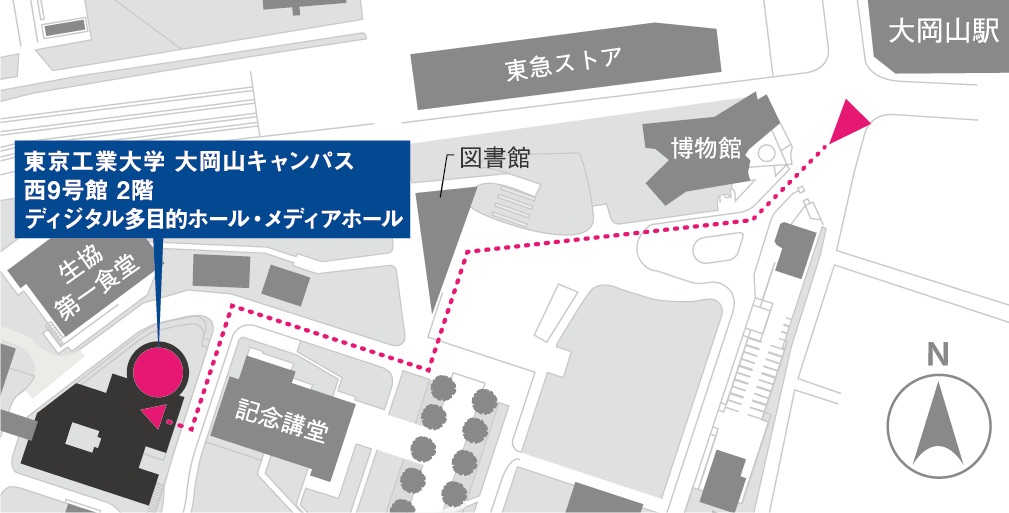 大岡山駅
東急ストア
博物館
図書館
東京工業大学 大岡山キャンパス
西9号館 2階
ディジタル多目的ホール・メディアホール
生協
第一食堂
記念講堂
N